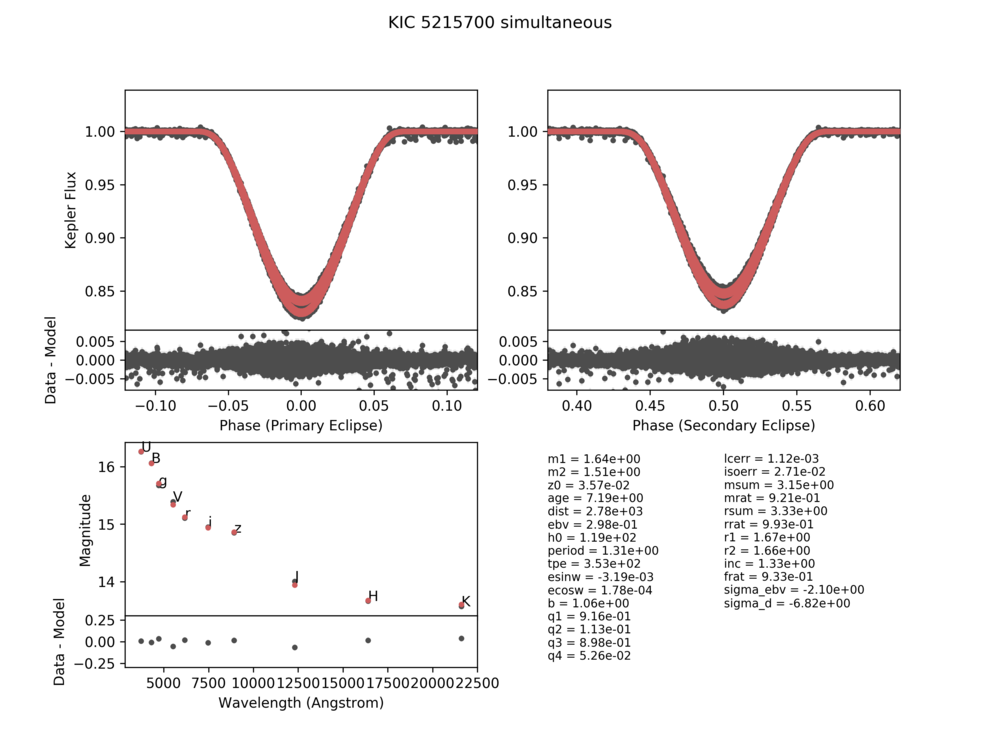 KIC 5215700 simultaneous
1.00
0.95
0.90
0.85
Kepler Flux
0.005
0.000
−0.005
Data - Model
−0.10
−0.05
0.00
0.05
0.10
Phase (Primary Eclipse)
0.005
0.000
−0.005
0.40
0.45
0.50
0.55
0.60
Phase (Secondary Eclipse)
16
15
14
Magnitude
U
B
g
V
r
i
z
J
H
K
0.25
0.00
−0.25
Data - Model
5000
7500
10000
12500
15000
17500
20000
22500
Wavelength (Angstrom)
m1 = 1.64e+00
m2 = 1.51e+00
z0 = 3.57e-02
age = 7.19e+00
dist = 2.78e+03
ebv = 2.98e-01
h0 = 1.19e+02
period = 1.31e+00
tpe = 3.53e+02
esinw = -3.19e-03
ecosw = 1.78e-04
b = 1.06e+00
q1 = 9.16e-01
q2 = 1.13e-01
q3 = 8.98e-01
q4 = 5.26e-02
lcerr = 1.12e-03
isoerr = 2.71e-02
msum = 3.15e+00
mrat = 9.21e-01
rsum = 3.33e+00
rrat = 9.93e-01
r1 = 1.67e+00
r2 = 1.66e+00
inc = 1.33e+00
frat = 9.33e-01
sigma_ebv = -2.10e+00
sigma_d = -6.82e+00